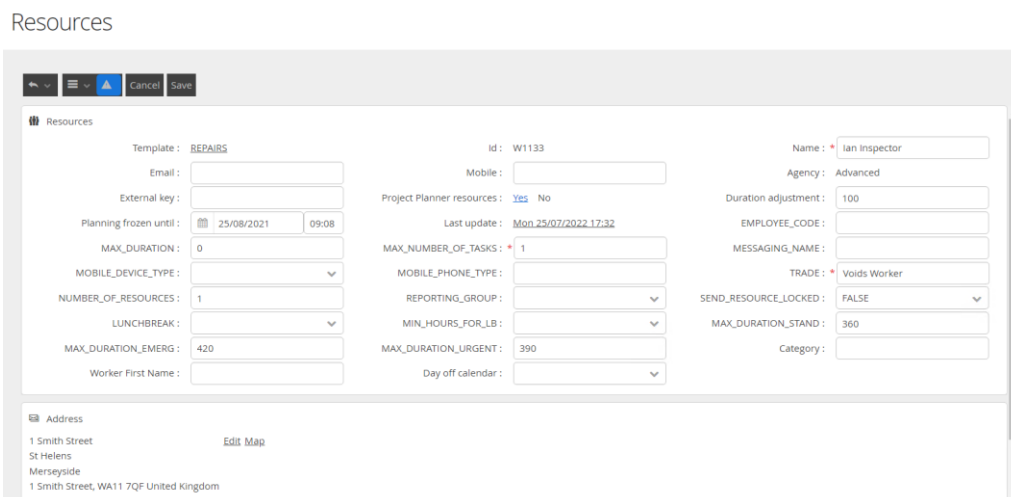 Resources
Cancel Save
Resources
Template : REPAIRS Id : W1133 Name : * Ian Inspector
Email : Mobile : Agency : Advanced
External key : Project Planner resources : Yes No Duration adjustment : 100
Planning frozen until : 25/08/2021 09:08 Last update : Mon 25/07/2022 17:32 EMPLOYEE_CODE :
MAX_DURATION : 0 MAX_NUMBER_OF_TASKS : * 1 MESSAGING_NAME :
MOBILE_DEVICE_TYPE : MOBILE_PHONE_TYPE : TRADE : * Voids Worker
NUMBER_OF_RESOURCES : 1 REPORTING_GROUP : SEND_RESOURCE_LOCKED : FALSE
LUNCHBREAK : MIN_HOURS_FOR_LB : MAX_DURATION_STAND : 360
MAX_DURATION_EMERG : 420 MAX_DURATION_URGENT : 390 Category :
Worker First Name : Day off calendar :
Address
1 Smith Street Edit Map
St Helens
Merseyside
1 Smith Street, WA11 7QF United Kingdom